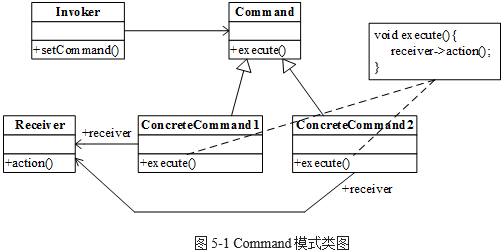 Invoker
+setCommand()
Command
+execute()
void execute(){
receiver->action();
}
Receiver
+action()
+receiver
ConcreteCommand1
+execute()
ConcreteCommand2
+execute()
+receiver
图 5-1 Command 模式类图